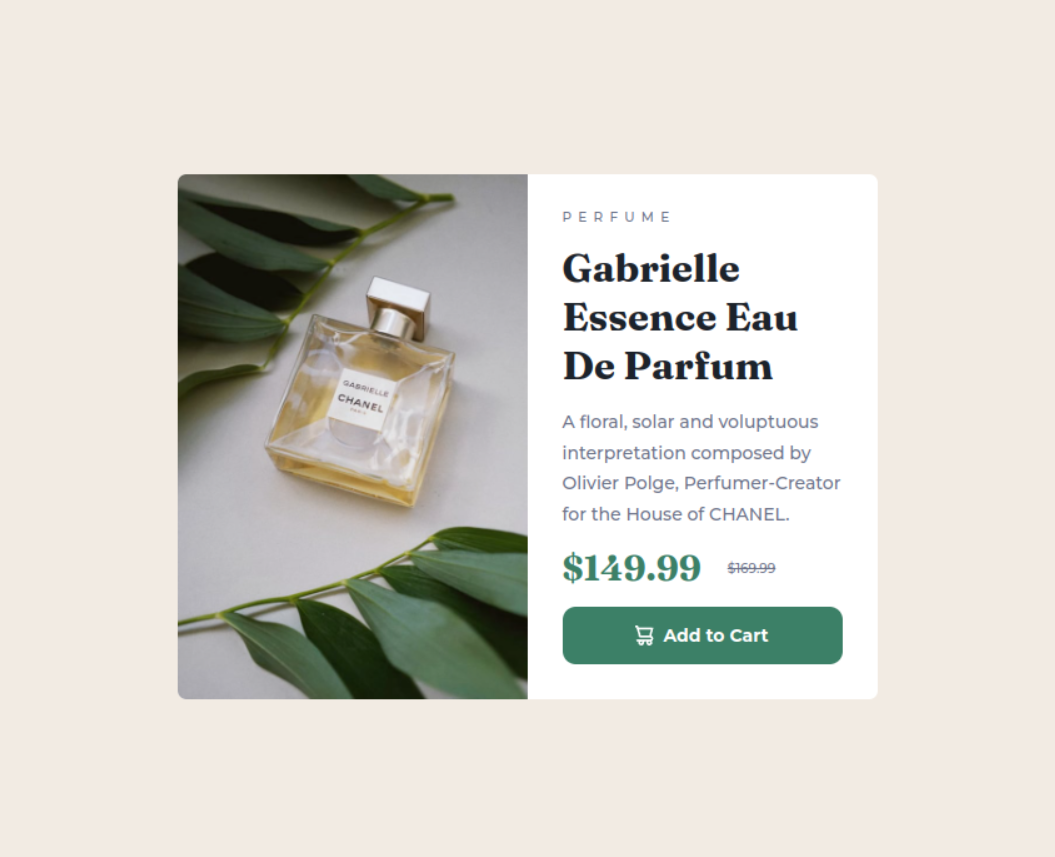 PERFUME
Gabrielle
Essence Eau
De Parfum
A floral, solar and voluptuous
interpretation composed by
Olivier Polge, Perfumer-Creator
for the House of CHANEL.
$149.99 $169.99
Add to Cart
GABRIELLE
CHANEL
PARIS